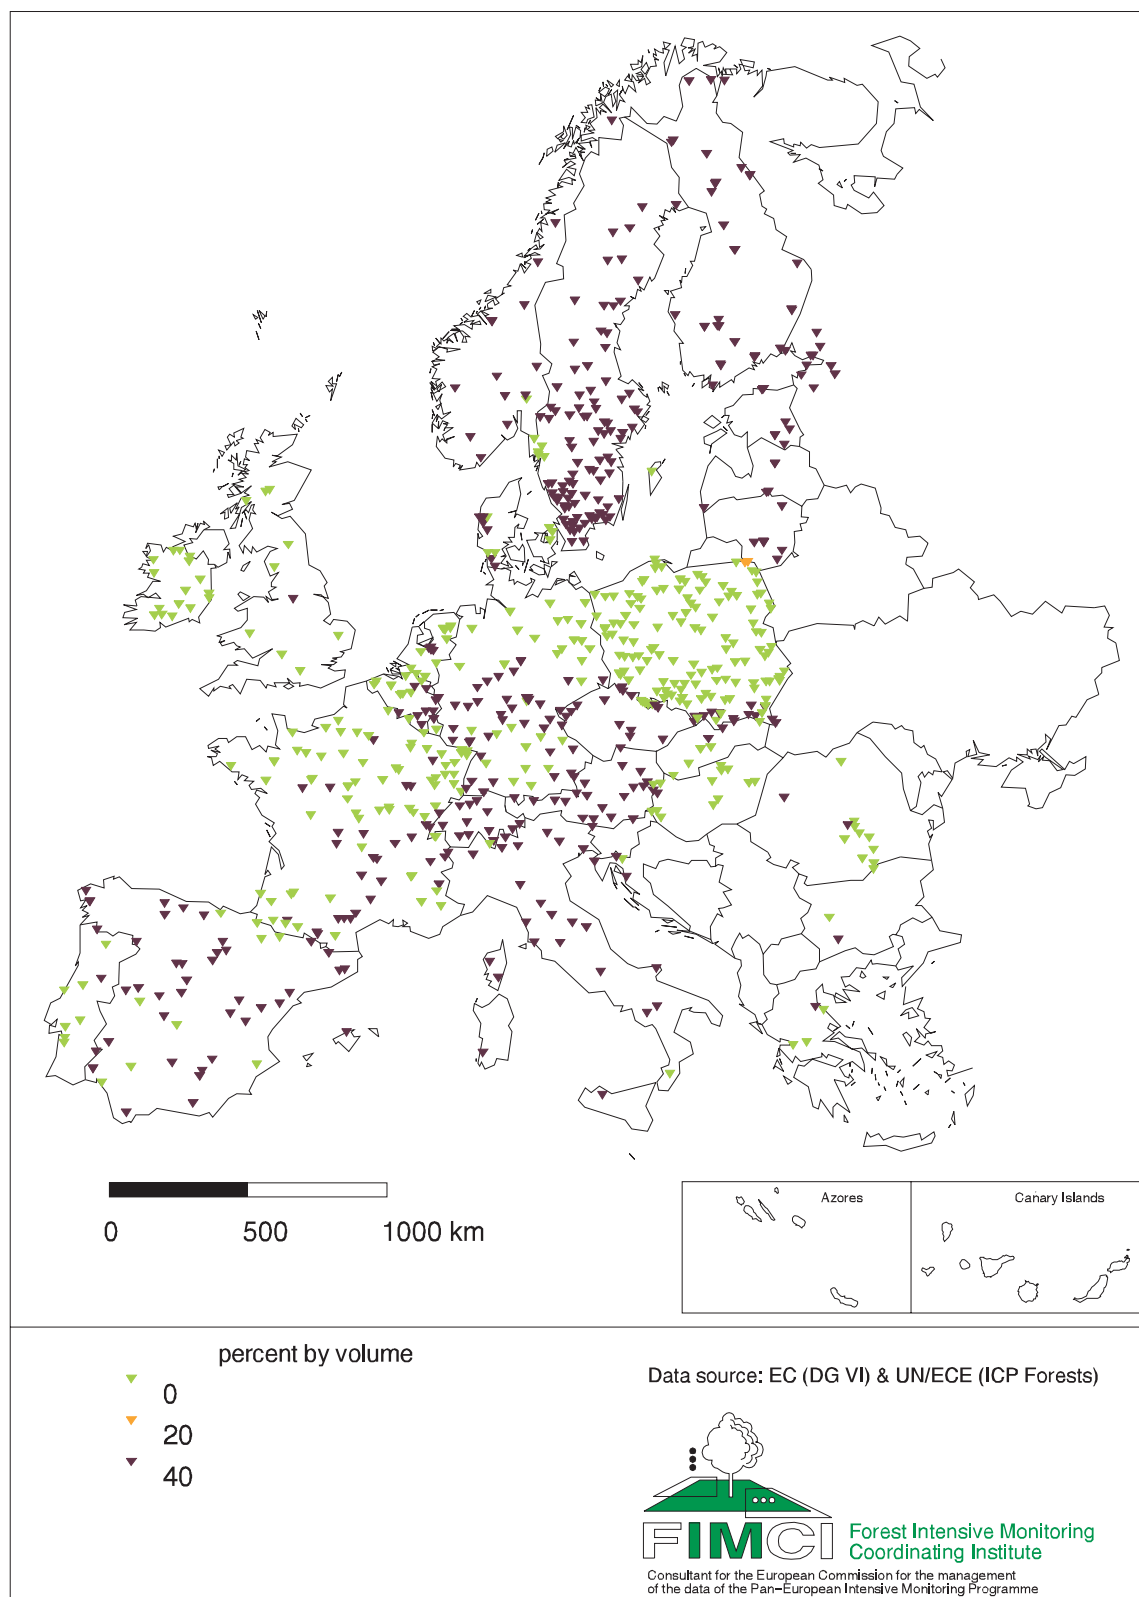 Azores
Canary Islands
0 500 1000 km
percent by volume
0
20
40
Data source: EC (DG VI) & UN/ECE (ICP Forests)
FIMCI
Forest Intensive Monitoring
Coordinating Institute
Consultant for the European Commission for the management
of the data of the Pan−European Intensive Monitoring Programme